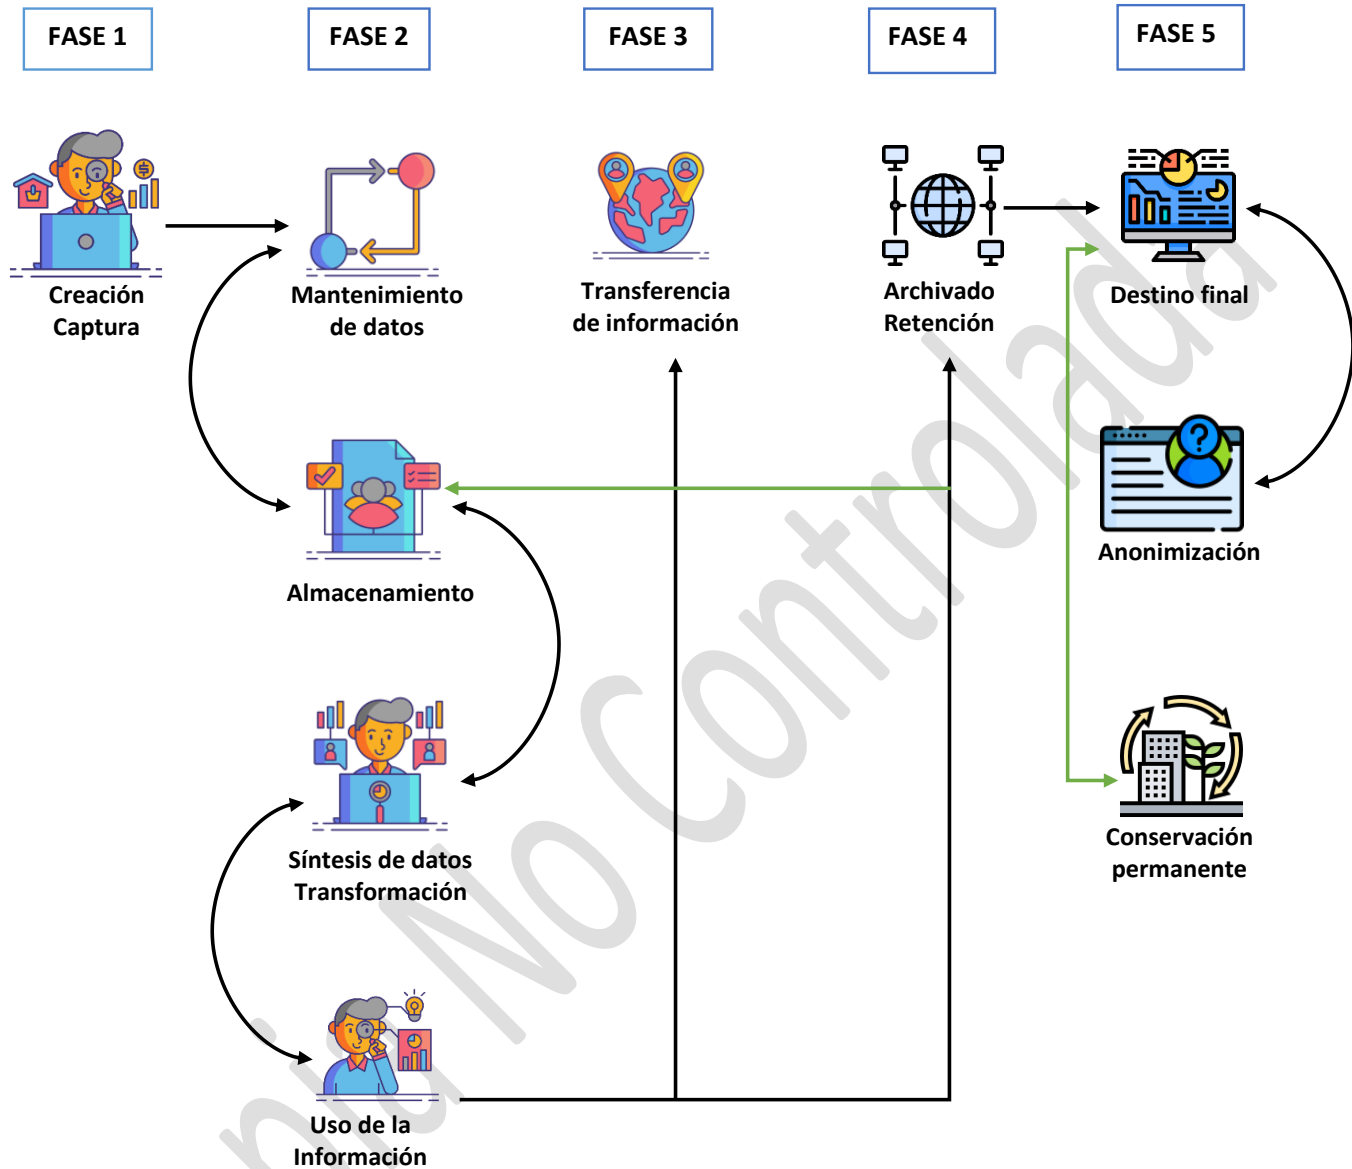 FASE 1
FASE 2
FASE 3
FASE 4
FASE 5
Creación
Captura
Mantenimiento
de datos
Transferencia
de información
Archivado
Retención
Destino final
Almacenamiento
Anonimización
Síntesis de datos
Transformación
Conservación
permanente
Uso de la
Información
pia No Controlada